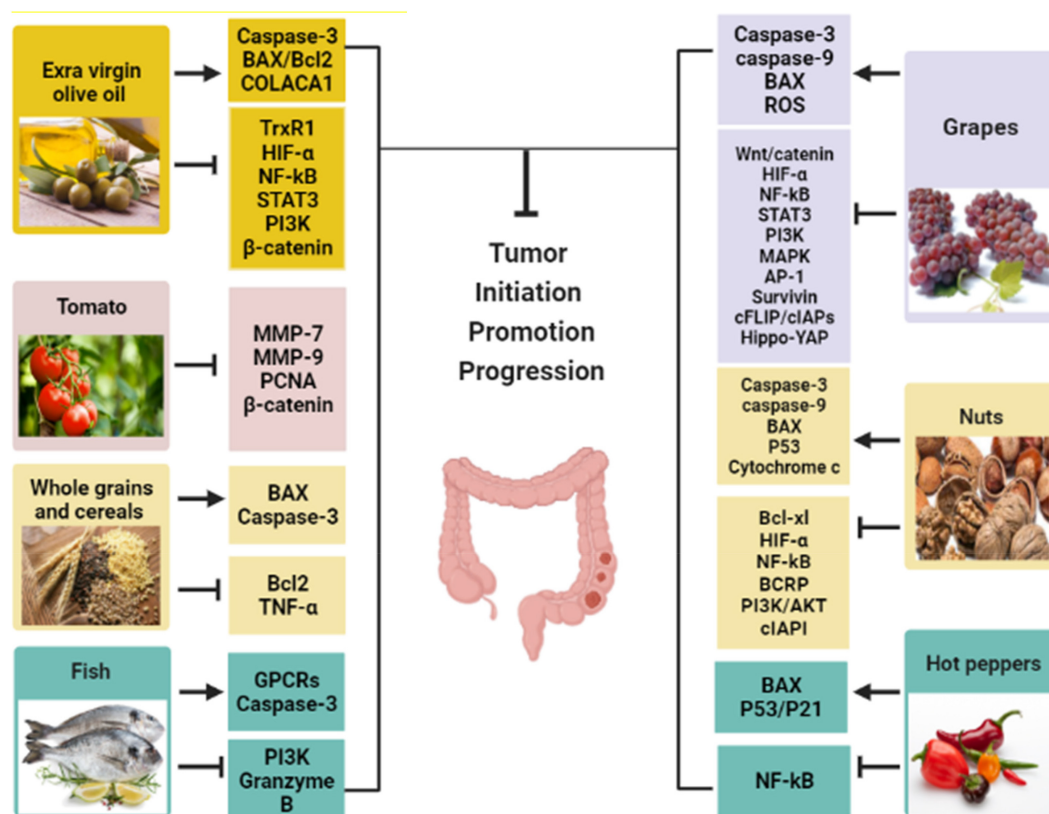 Exra virgin
olive oil
Caspase-3
BAX/Bcl2
COLACA1
TrxR1
HIF-α
NF-kB
STAT3
PI3K
β-catenin
Tomato
MMP-7
MMP-9
PCNA
β-catenin
Whole grains
and cereals
BAX
Caspase-3
Bcl2
TNF-α
Fish
GPCRs
Caspase-3
PI3K
Granzyme
B
Tumor
Initiation
Promotion
Progression
Caspase-3
caspase-9
BAX
ROS
Grapes
Wnt/catenin
HIF-α
NF-kB
STAT3
PI3K
MAPK
AP-1
Survivin
cFLIP/cIAPs
Hippo-YAP
Caspase-3
caspase-9
BAX
P53
Cytochrome c
Nuts
Bcl-xl
HIF-α
NF-kB
BCRP
PI3K/AKT
cIAPI
BAX
P53/P21
Hot peppers
NF-kB